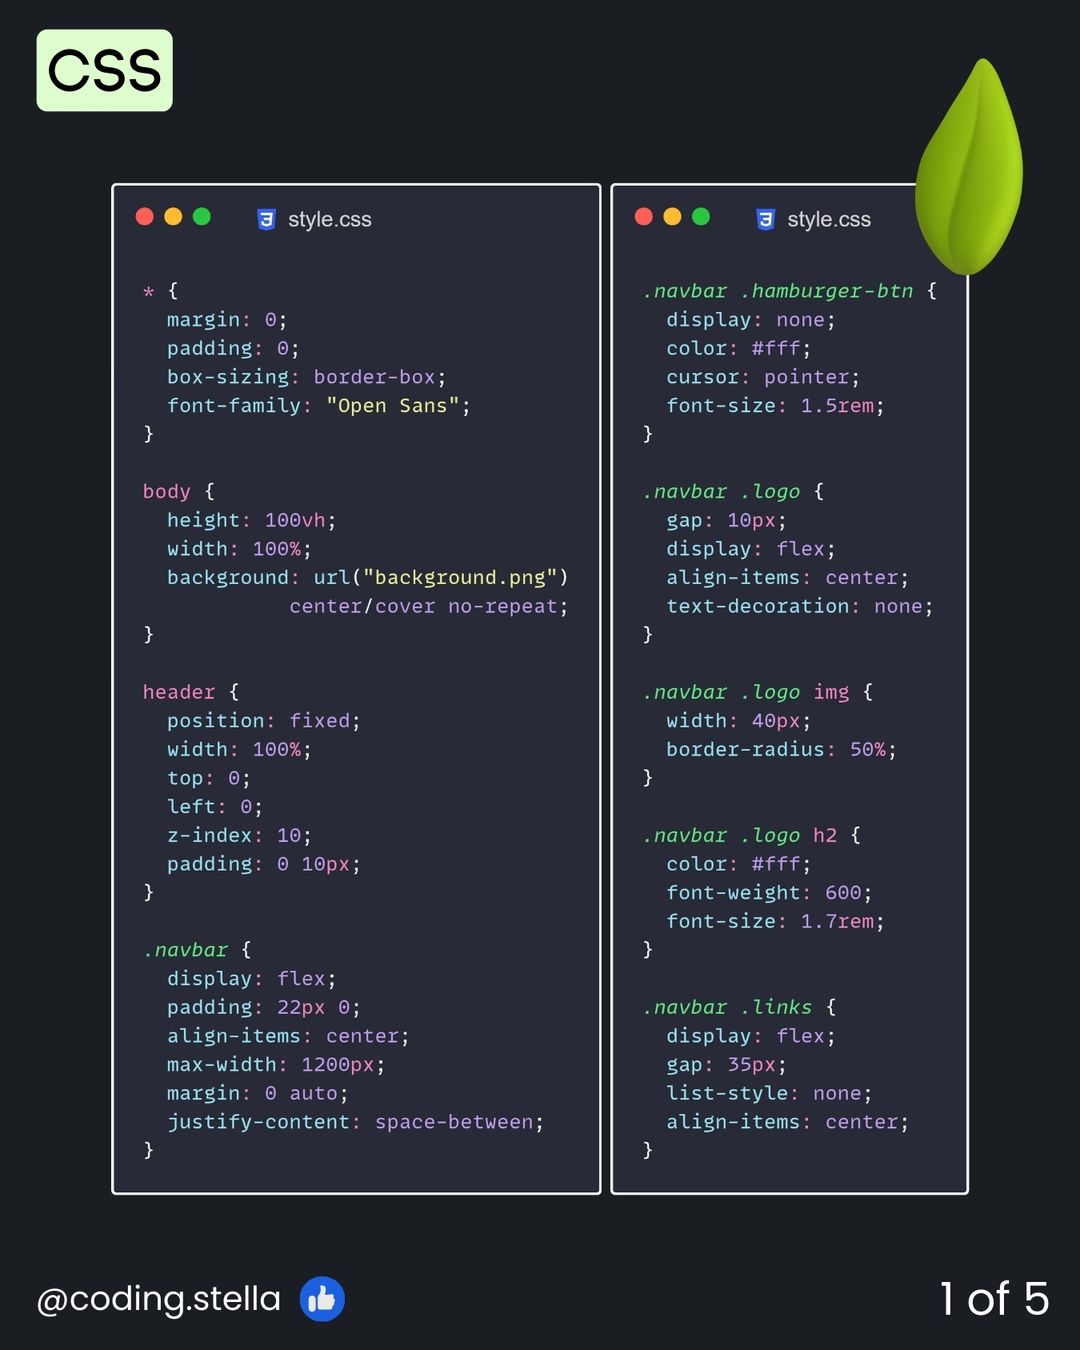 CSS
style.css
* {
  margin: 0;
  padding: 0;
  box-sizing: border-box;
  font-family: "Open Sans";
}

body {
  height: 100vh;
  width: 100%;
  background: url("background.png")
            center/cover no-repeat;
}

header {
  position: fixed;
  width: 100%;
  top: 0;
  left: 0;
  z-index: 10;
  padding: 0 10px;
}

.navbar {
  display: flex;
  padding: 22px 0;
  align-items: center;
  max-width: 1200px;
  margin: 0 auto;
  justify-content: space-between;
}
style.css
.navbar .hamburger-btn {
  display: none;
  color: #fff;
  cursor: pointer;
  font-size: 1.5rem;
}

.navbar .logo {
  gap: 10px;
  display: flex;
  align-items: center;
  text-decoration: none;
}

.navbar .logo img {
  width: 40px;
  border-radius: 50%;
}

.navbar .logo h2 {
  color: #fff;
  font-weight: 600;
  font-size: 1.7rem;
}

.navbar .links {
  display: flex;
  gap: 35px;
  list-style: none;
  align-items: center;
}
@coding.stella
1 of 5